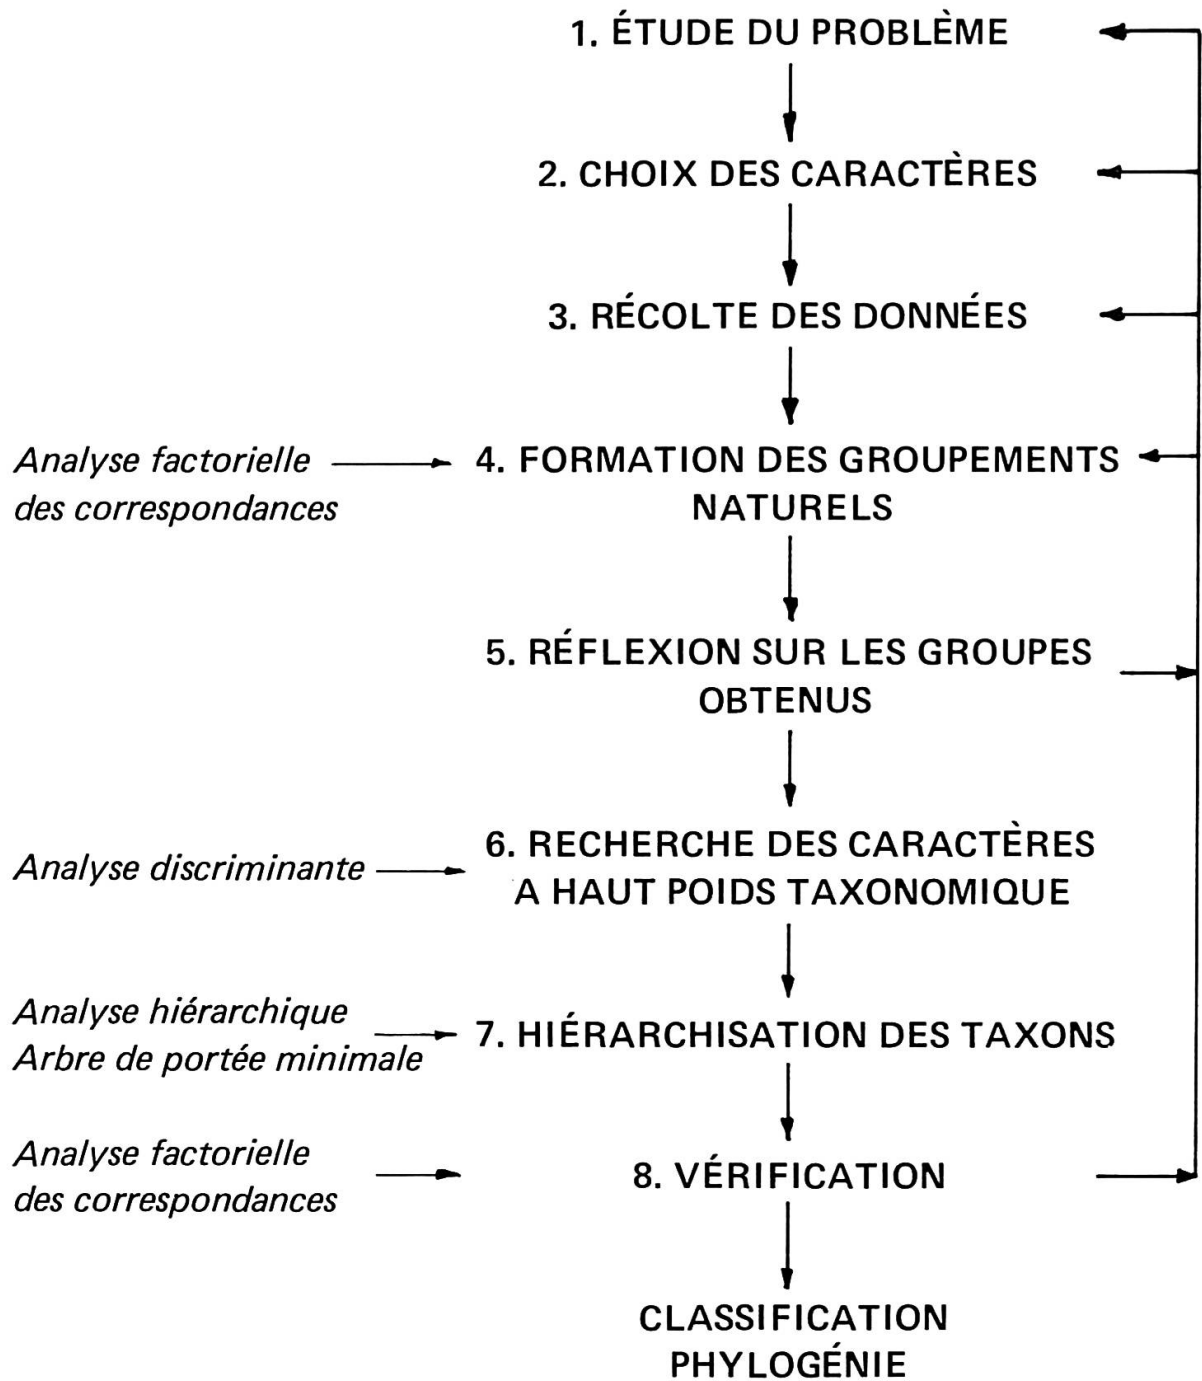 1. ÉTUDE DU PROBLÈME
2. CHOIX DES CARACTÈRES
3. RÉCOLTE DES DONNÉES
Analyse factorielle
des correspondances
4. FORMATION DES GROUPEMENTS
NATURELS
5. RÉFLEXION SUR LES GROUPES
OBTENUS
Analyse discriminante
6. RECHERCHE DES CARACTÈRES
A HAUT POIDS TAXONOMIQUE
Analyse hiérarchique
Arbre de portée minimale
7. HIÉRARCHISATION DES TAXONS
Analyse factorielle
des correspondances
8. VÉRIFICATION
CLASSIFICATION
PHYLOGÉNIE